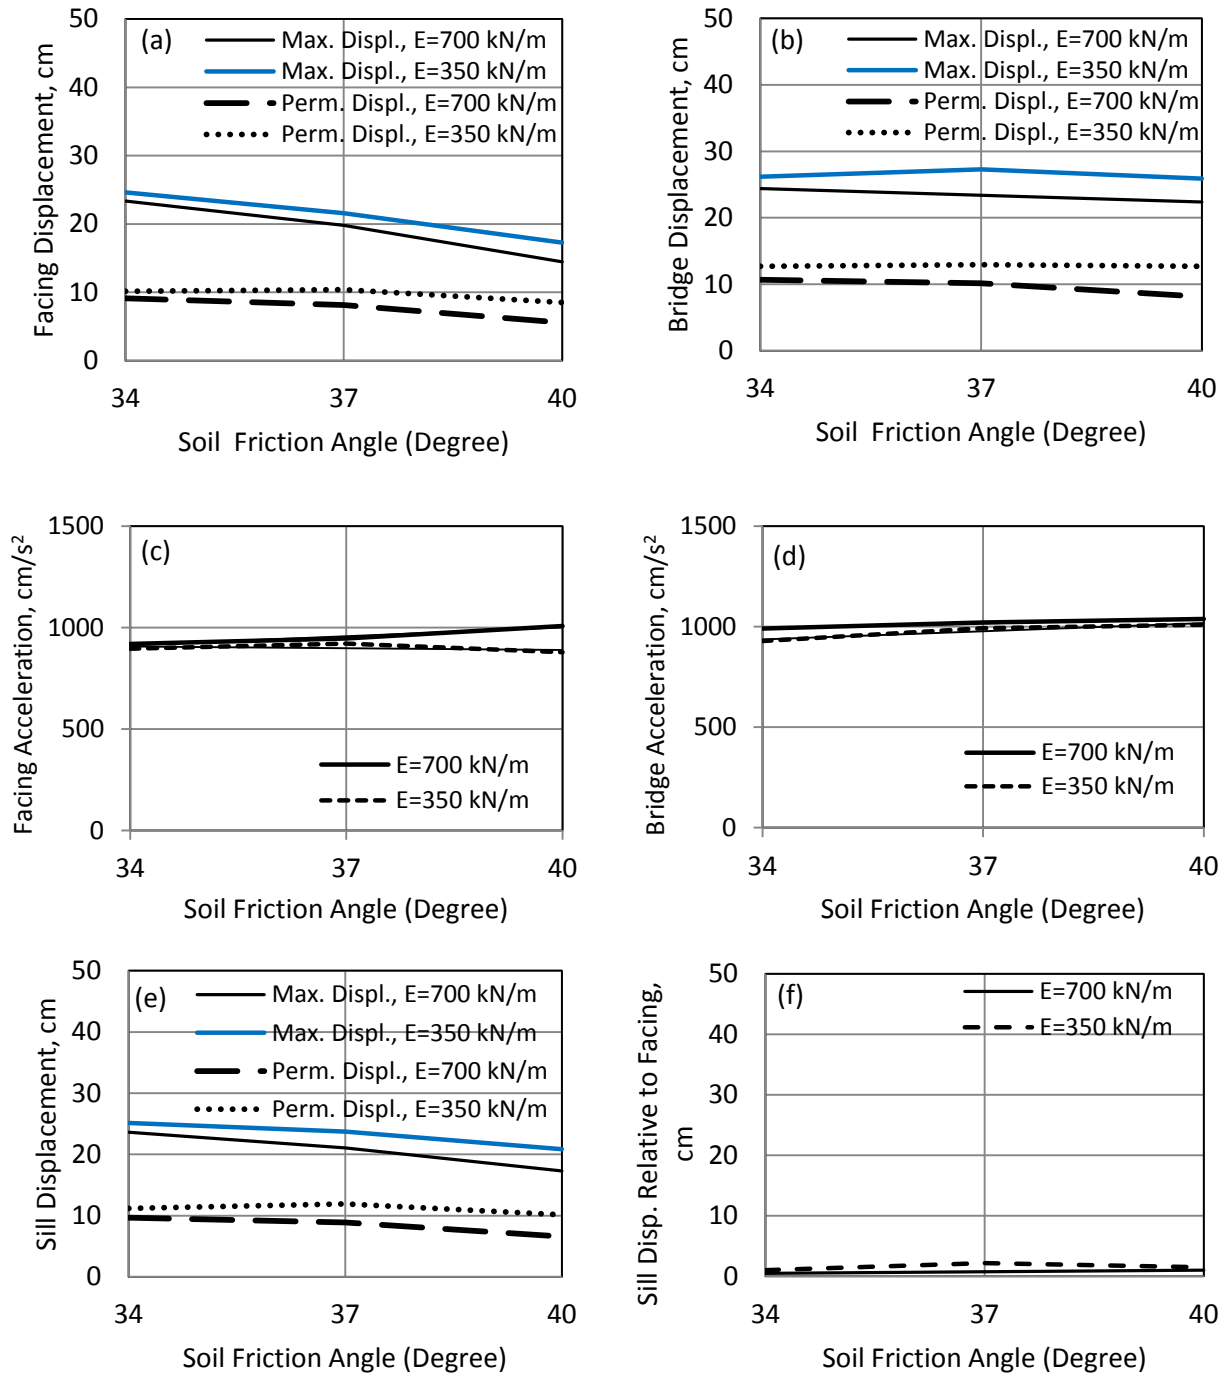 (a)
Max. Displ., E=700 kN/m
Max. Displ., E=350 kN/m
Perm. Displ., E=700 kN/m
Perm. Displ., E=350 kN/m
Facing Displacement, cm
50
40
30
20
10
0
34
37
40
Soil Friction Angle (Degree)
(b)
Max. Displ., E=700 kN/m
Max. Displ., E=350 kN/m
Perm. Displ., E=700 kN/m
Perm. Displ., E=350 kN/m
Bridge Displacement, cm
50
40
30
20
10
0
34
37
40
Soil Friction Angle (Degree)
(c)
Facing Acceleration, cm/s²
1500
1000
500
0
E=700 kN/m
E=350 kN/m
34
37
40
Soil Friction Angle (Degree)
(d)
Bridge Acceleration, cm/s²
1500
1000
500
0
E=700 kN/m
E=350 kN/m
34
37
40
Soil Friction Angle (Degree)
(e)
Max. Displ., E=700 kN/m
Max. Displ., E=350 kN/m
Perm. Displ., E=700 kN/m
Perm. Displ., E=350 kN/m
Sill Displacement, cm
50
40
30
20
10
0
34
37
40
Soil Friction Angle (Degree)
(f)
E=700 kN/m
E=350 kN/m
Sill Disp. Relative to Facing,
cm
50
40
30
20
10
0
34
37
40
Soil Friction Angle (Degree)